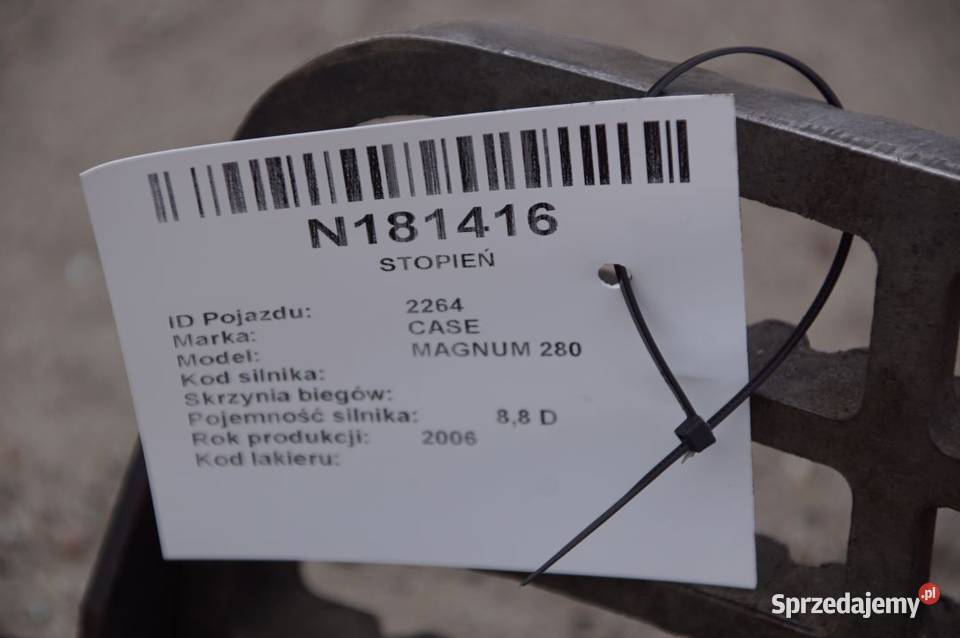 N181416
STOPIEŃ
ID Pojazdu: 2264
Marka: CASE
Model: MAGNUM 280
Kod silnika:
Skrzynia biegów:
Pojemność silnika: 8,8 D
Rok produkcji: 2006
Kod lakieru:
Sprzedajemy.pl